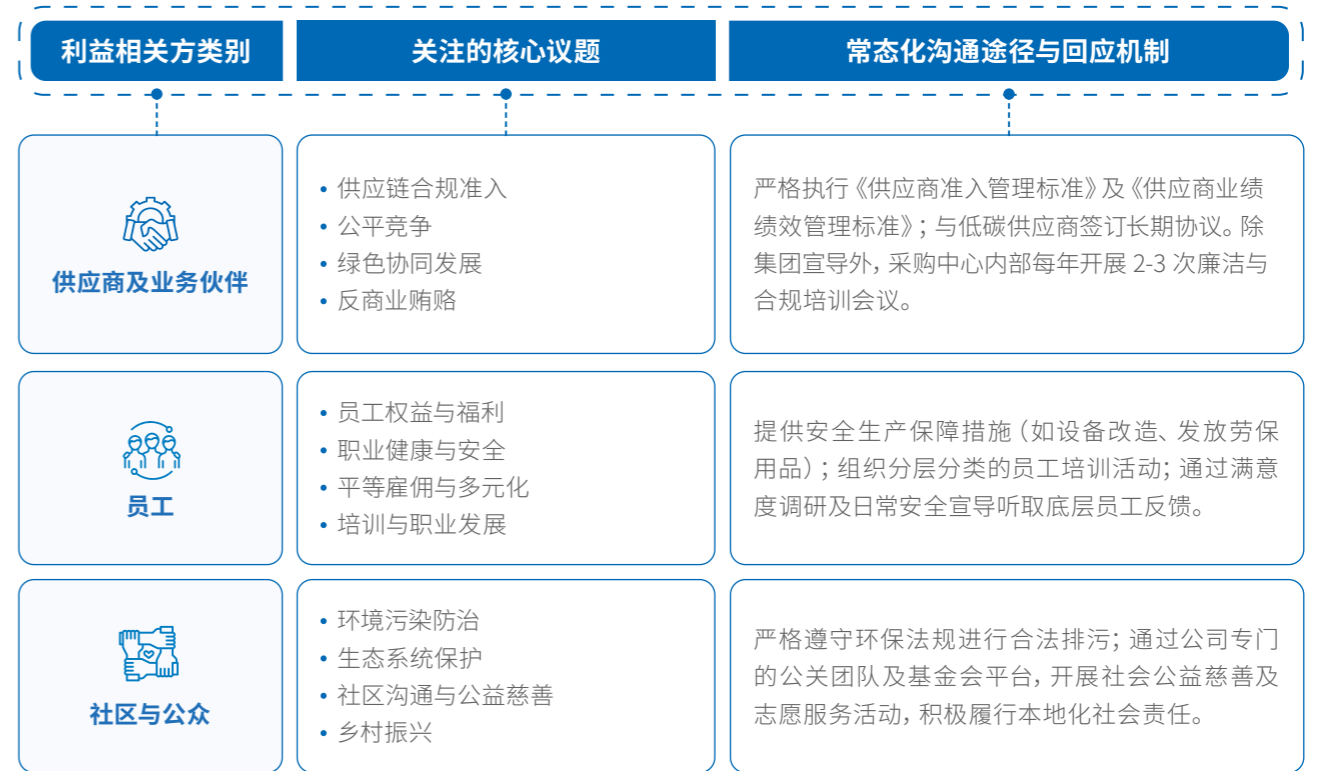 利益相关方类别
关注的核心议题
常态化沟通途径与回应机制
供应商及业务伙伴
• 供应链合规准入
• 公平竞争
• 绿色协同发展
• 反商业贿赂
严格执行《供应商准入管理标准》及《供应商业绩
绩效管理标准》；与低碳供应商签订长期协议。除
集团宣导外，采购中心内部每年开展 2-3 次廉洁与
合规培训会议。
员工
• 员工权益与福利
• 职业健康与安全
• 平等雇佣与多元化
• 培训与职业发展
提供安全生产保障措施（如设备改造、发放劳保
用品）；组织分层分类的员工培训活动；通过满意
度调研及日常安全宣导听取底层员工反馈。
社区与公众
• 环境污染防治
• 生态系统保护
• 社区沟通与公益慈善
• 乡村振兴
严格遵守环保法规进行合法排污；通过公司专门
的公关团队及基金会平台，开展社会公益慈善及
志愿服务活动，积极履行本地化社会责任。